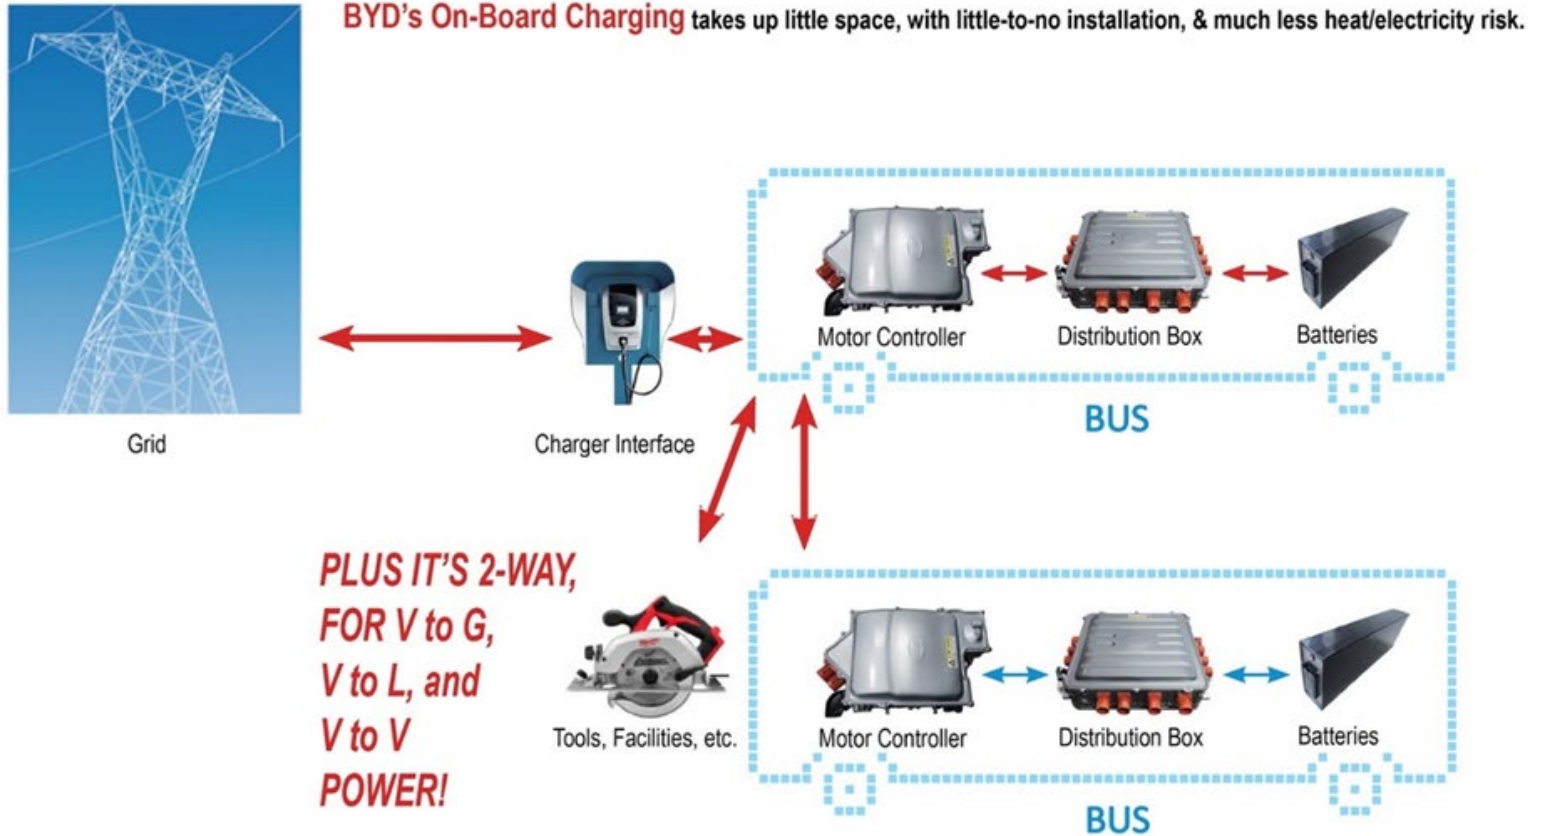 BYD's On-Board Charging takes up little space, with little-to-no installation, & much less heat/electricity risk.
Grid
Charger Interface
Motor Controller
Distribution Box
Batteries
BUS
PLUS IT'S 2-WAY,
FOR V to G,
V to L, and
V to V
POWER!
Tools, Facilities, etc.
Motor Controller
Distribution Box
Batteries
BUS